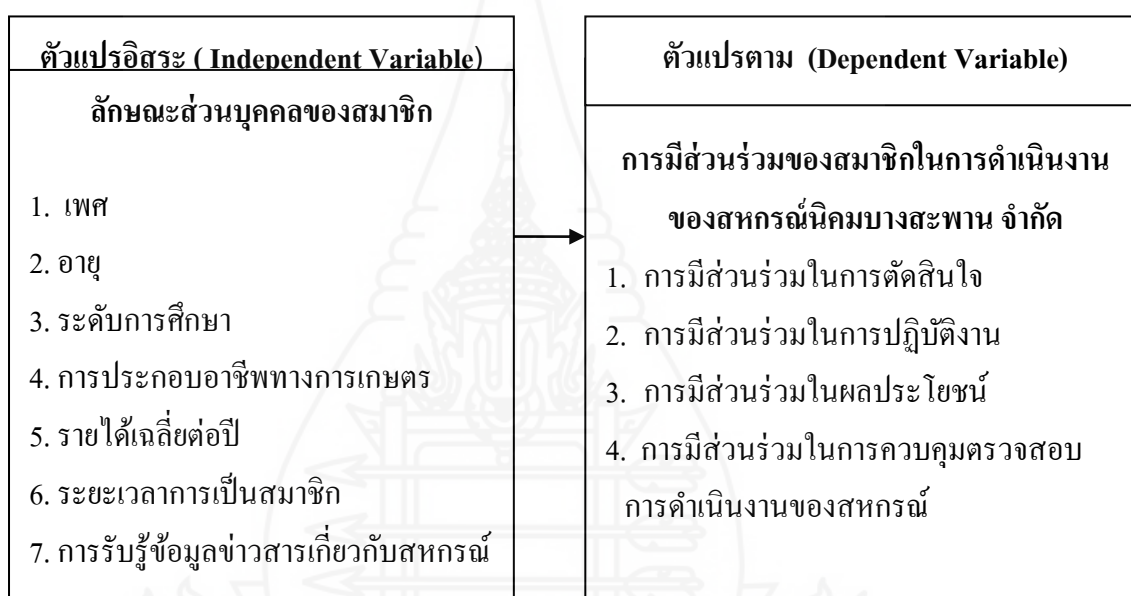 ตัวแปรอิสระ ( Independent Variable)
ลักษณะส่วนบุคคลของสมาชิก
1. เพศ
2. อายุ
3. ระดับการศึกษา
4. การประกอบอาชีพทางการเกษตร
5. รายได้เฉลี่ยต่อปี
6. ระยะเวลาการเป็นสมาชิก
7. การรับรู้ข้อมูลข่าวสารเกี่ยวกับสหกรณ์
ตัวแปรตาม (Dependent Variable)
การมีส่วนร่วมของสมาชิกในการดำเนินงาน
ของสหกรณ์นิคมบางสะพาน จำกัด
1. การมีส่วนร่วมในการตัดสินใจ
2. การมีส่วนร่วมในการปฏิบัติงาน
3. การมีส่วนร่วมในผลประโยชน์
4. การมีส่วนร่วมในการควบคุมตรวจสอบ
การดำเนินงานของสหกรณ์